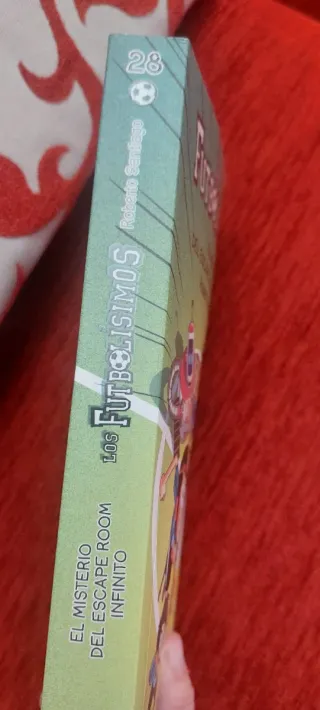 EL MISTERIO
DEL ESCAPE ROOM
INFINITO
LOS FUTBOLÍSIMOS
Roberto Santiago
28